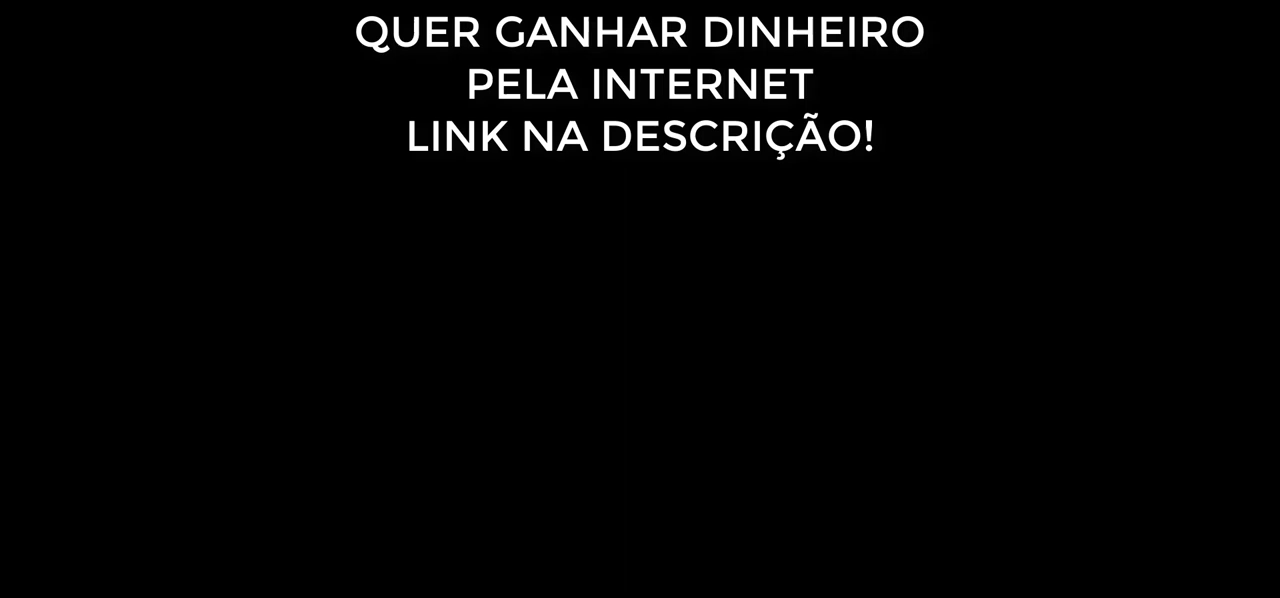 QUER GANHAR DINHEIRO
PELA INTERNET
LINK NA DESCRIÇÃO!